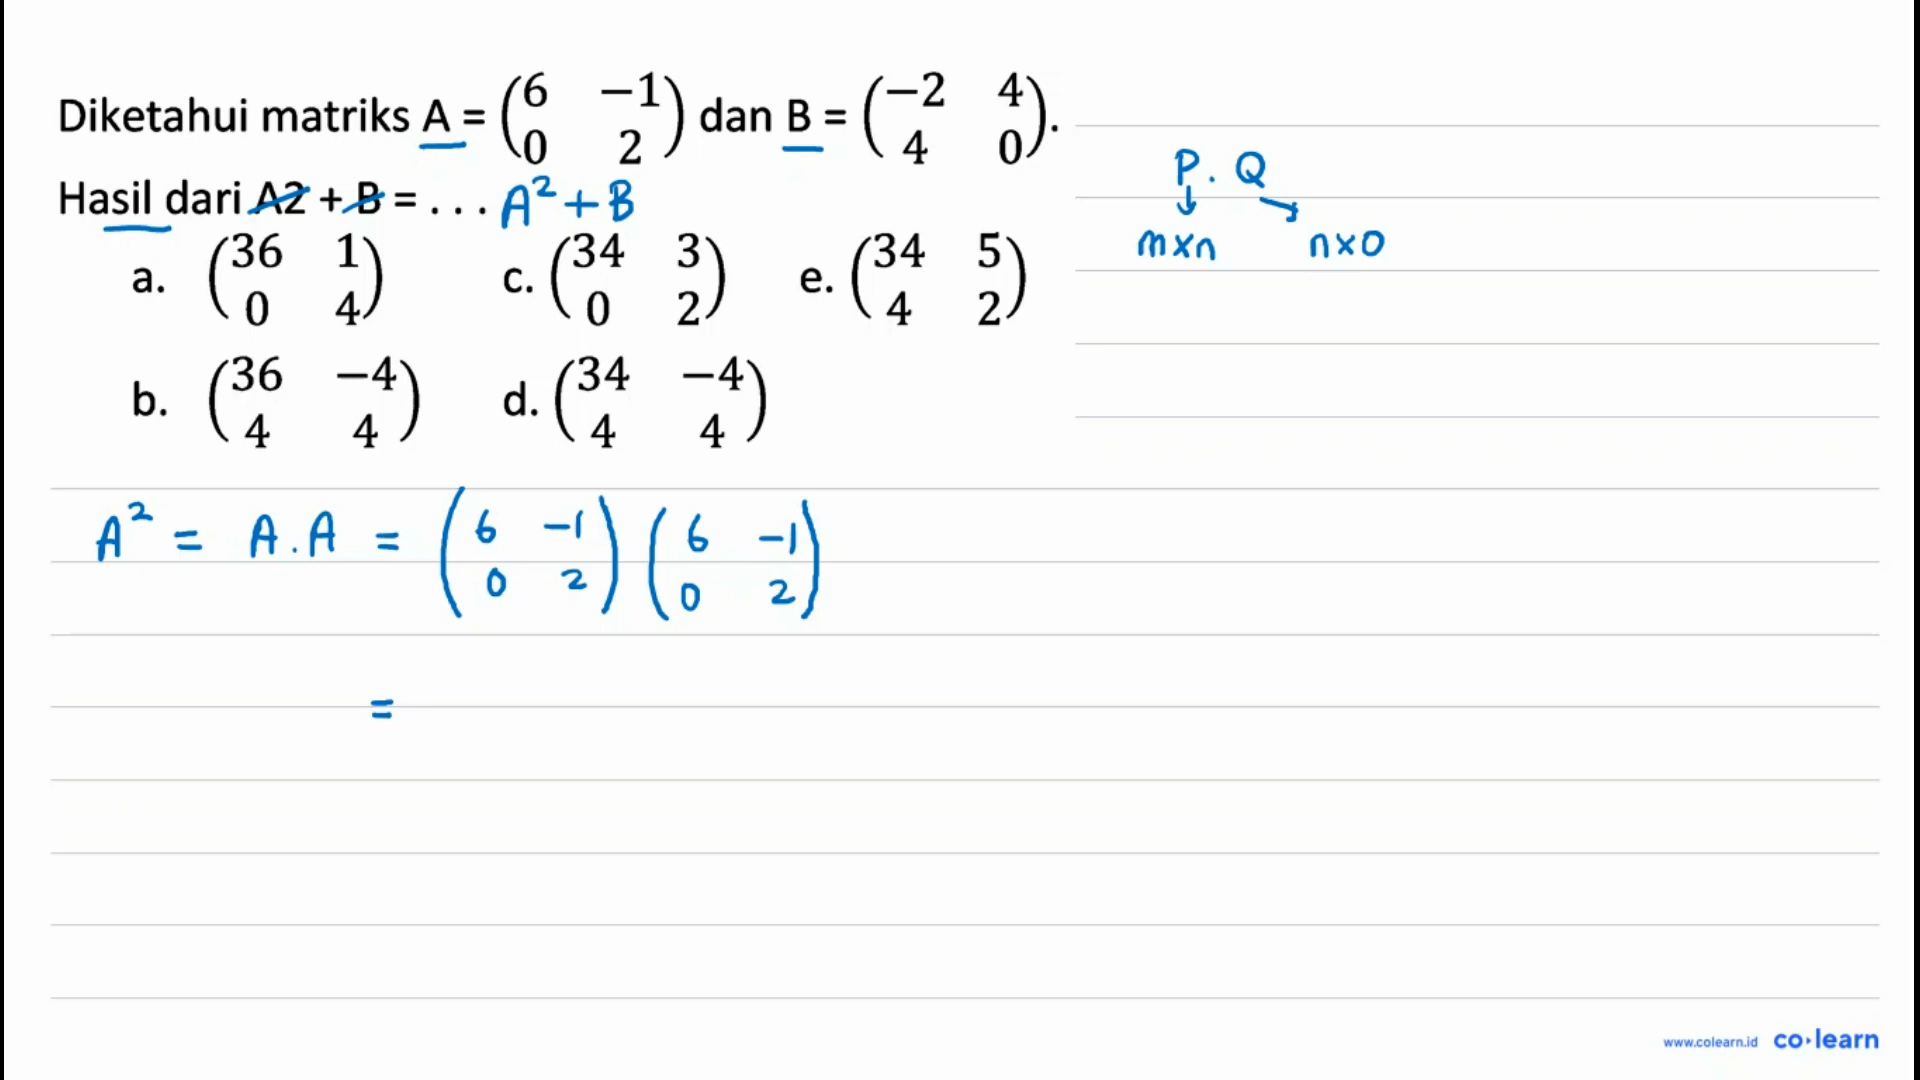 Diketahui matriks A = (6 −1 0 2) dan B = (−2 4 4 0).
Hasil dari A2 + B = . . . A² + B
a. (36 1 0 4) c. (34 3 0 2) e. (34 5 4 2)
b. (36 −4 4 4) d. (34 −4 4 4)
P . Q
m×n n×o
A² = A . A = (6 −1 0 2) (6 −1 0 2)
=
www.colearn.id co·learn